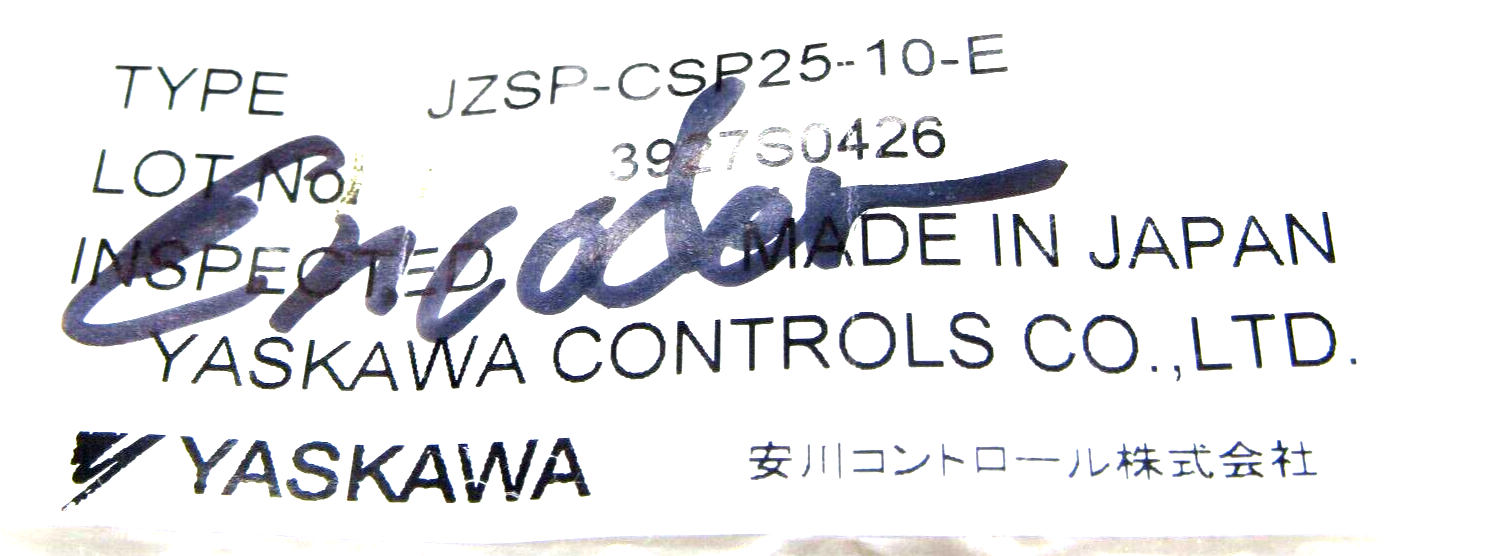 TYPE JZSP-CSP25-10-E
LOT No. 3927S0426
Encoder
INSPECTED MADE IN JAPAN
YASKAWA CONTROLS CO.,LTD.
YASKAWA 安川コントロール株式会社